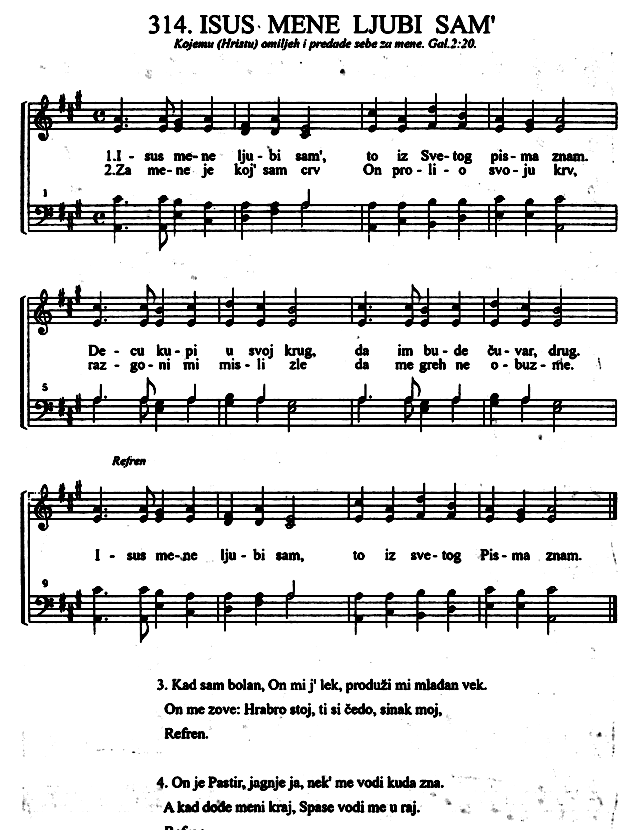 314. ISUS MENE LJUBI SAM'
Kojemu (Hristu) omiljeh i predade sebe za mene. Gal.2:20.
1.I - sus me - ne lju - bi sam', to iz Sve - tog pis - ma znam.
2.Za me - ne je koj' sam crv On pro - li - o svo - ju krv,
1
De - cu ku - pi u svoj krug, da im bu - de ču - var, drug.
raz - go - ni mi mis - li zle da me greh ne o - buz - me.
5
Refren
I - sus me - ne lju - bi sam, to iz sve - tog Pis - ma znam.
9
3. Kad sam bolan, On mi j' lek, produži mi mladan vek.
On me zove: Hrabro stoj, ti si čedo, sinak moj,
Refren.
4. On je Pastir, jagnje ja, nek' me vodi kuda zna.
A kad dođe meni kraj, Spase vodi me u raj.